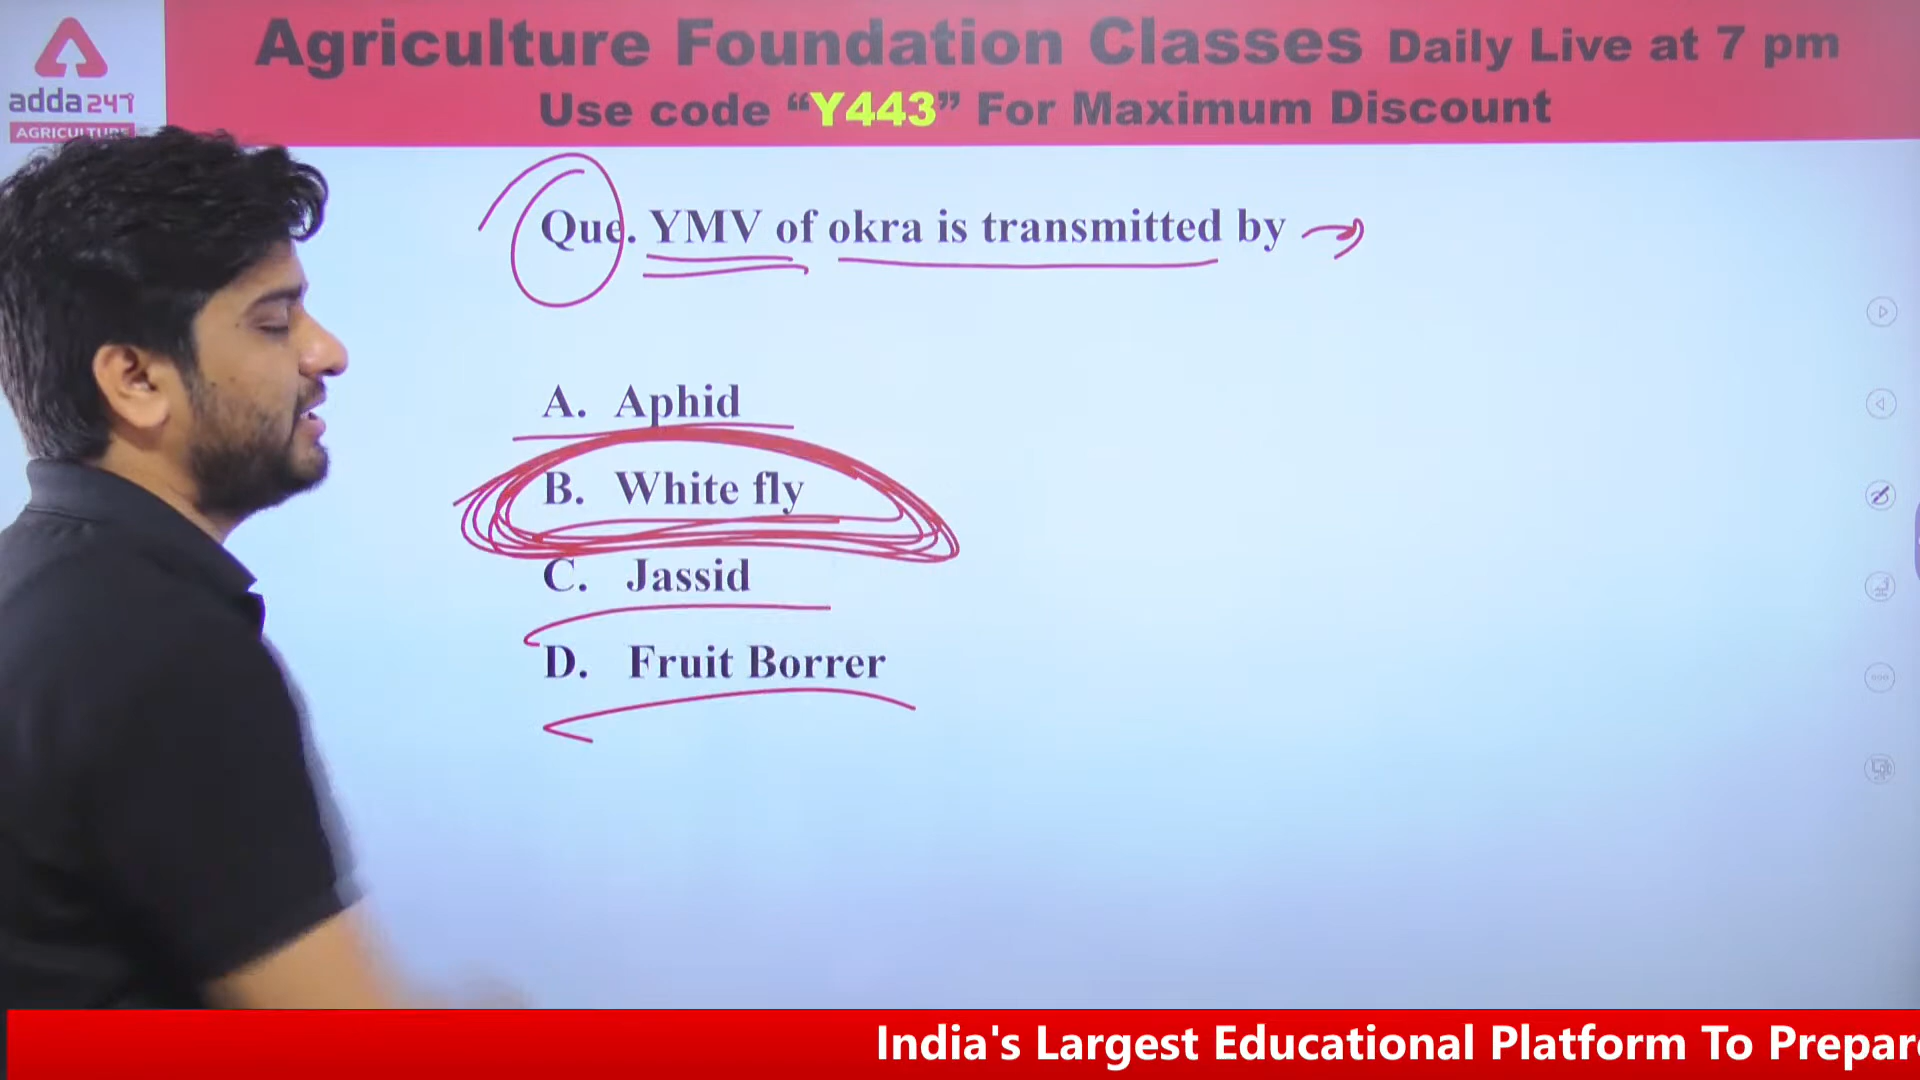 Agriculture Foundation Classes Daily Live at 7 pm
Use code “Y443” For Maximum Discount
adda247
AGRICULTURE
Que. YMV of okra is transmitted by
A. Aphid
B. White fly
C. Jassid
D. Fruit Borrer
India's Largest Educational Platform To Prepar